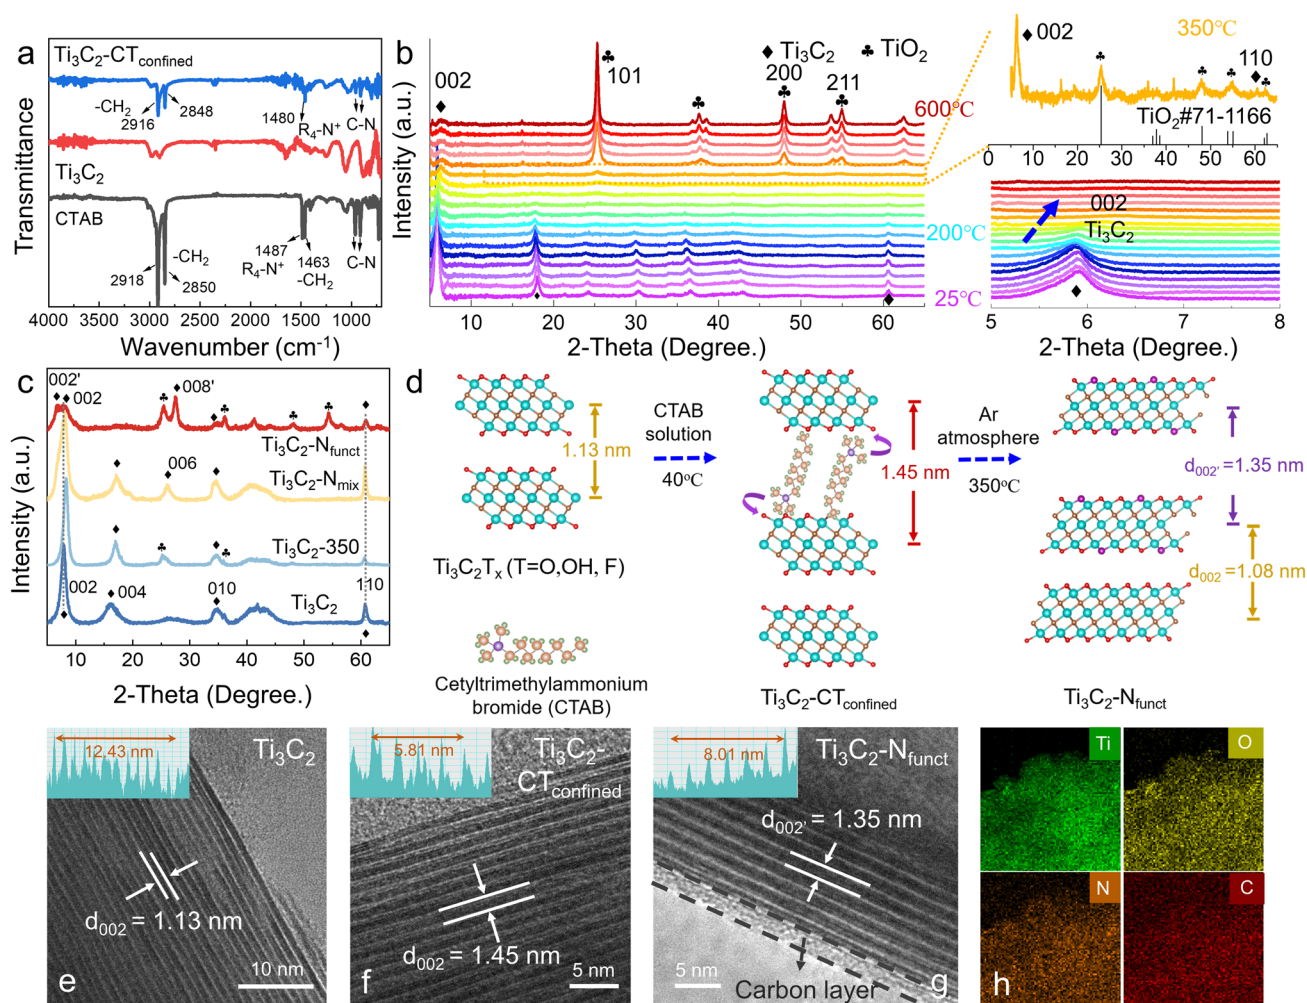 a
Ti₃C₂-CTconfined
-CH₂
2916
2848
1480
R₄-N⁺
C-N
Ti₃C₂
CTAB
-CH₂
2918
2850
1487
R₄-N⁺
1463
-CH₂
C-N
Transmittance
4000 3500 3000 2500 2000 1500 1000
Wavenumber (cm⁻¹)
b
♦ Ti₃C₂ ♣ TiO₂
002
101
200
211
600℃
200℃
25℃
Intensity (a.u.)
10 20 30 40 50 60
2-Theta (Degree.)
♦ 002
350℃
110
TiO₂#71-1166
0 10 20 30 40 50 60
002
Ti₃C₂
5 6 7 8
2-Theta (Degree.)
c
002'
002
008'
Ti₃C₂-Nfunct
006
Ti₃C₂-Nmix
Ti₃C₂-350
002
004
010
110
Ti₃C₂
Intensity (a.u.)
10 20 30 40 50 60
2-Theta (Degree.)
d
1.13 nm
Ti₃C₂Tₓ (T=O,OH, F)
Cetyltrimethylammonium
bromide (CTAB)
CTAB
solution
40℃
1.45 nm
Ti₃C₂-CTconfined
Ar
atmosphere
350℃
d002' = 1.35 nm
d002 = 1.08 nm
Ti₃C₂-Nfunct
12.43 nm
Ti₃C₂
d002 = 1.13 nm
e
10 nm
5.81 nm
Ti₃C₂-
CTconfined
d002 = 1.45 nm
f
5 nm
8.01 nm
Ti₃C₂-Nfunct
d002' = 1.35 nm
5 nm
Carbon layer
g
Ti
O
N
C
h